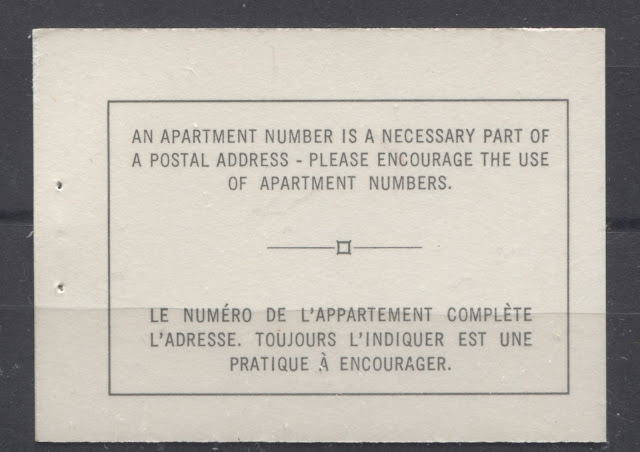 AN APARTMENT NUMBER IS A NECESSARY PART OF
A POSTAL ADDRESS - PLEASE ENCOURAGE THE USE
OF APARTMENT NUMBERS.
LE NUMÉRO DE L'APPARTEMENT COMPLÈTE
L'ADRESSE. TOUJOURS L'INDIQUER EST UNE
PRATIQUE À ENCOURAGER.